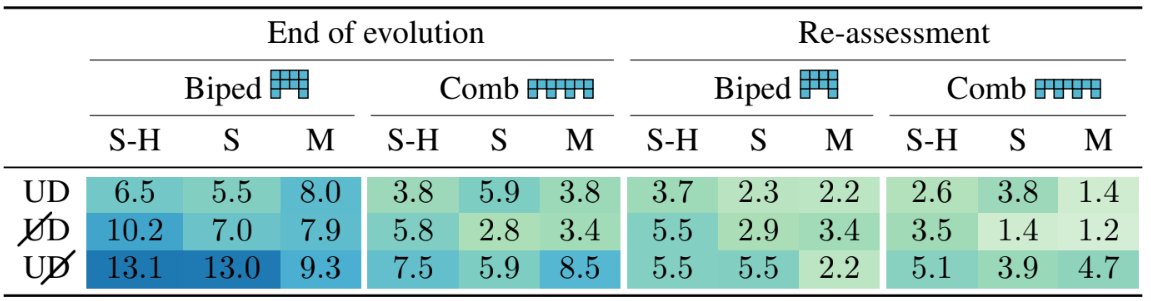 End of evolution Re-assessment
Biped Comb Biped Comb
S-H S M S-H S M S-H S M S-H S M
UD 6.5 5.5 8.0 3.8 5.9 3.8 3.7 2.3 2.2 2.6 3.8 1.4
U̸D 10.2 7.0 7.9 5.8 2.8 3.4 5.5 2.9 3.4 3.5 1.4 1.2
UD̸ 13.1 13.0 9.3 7.5 5.9 8.5 5.5 5.5 2.2 5.1 3.9 4.7